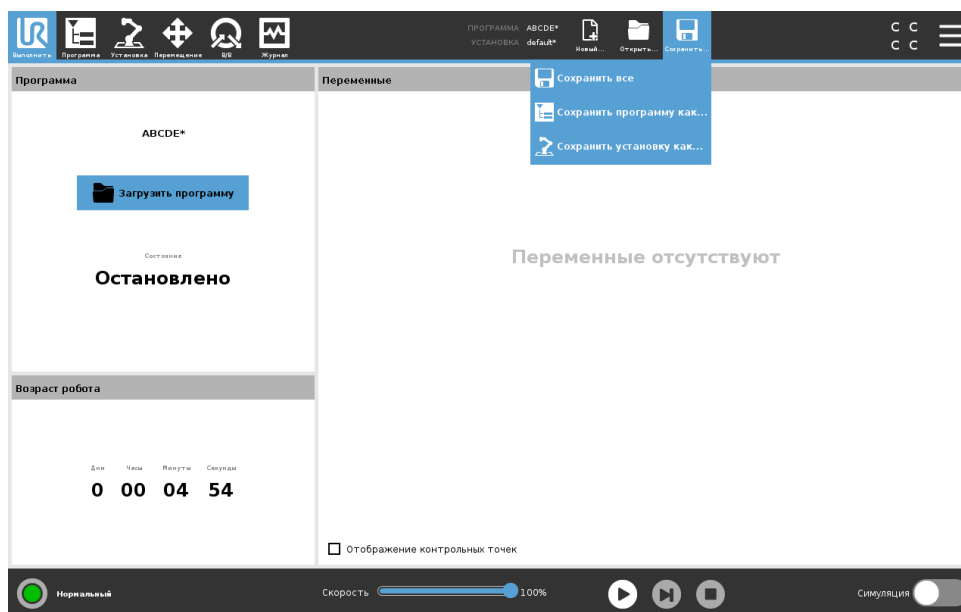 ПРОГРАММА ABCDE*
УСТАНОВКА default*
C C
C C
Выполнить Программа Установка Перемещение В/В Журнал
Новый... Открыть... Сохранить...
Программа
Переменные
Сохранить все
Сохранить программу как...
Сохранить установку как...
ABCDE*
Загрузить программу
Состояние
Остановлено
Переменные отсутствуют
Возраст робота
Дни Часы Минуты Секунды
0 00 04 54
Отображение контрольных точек
Нормальный
Скорость 100%
Симуляция